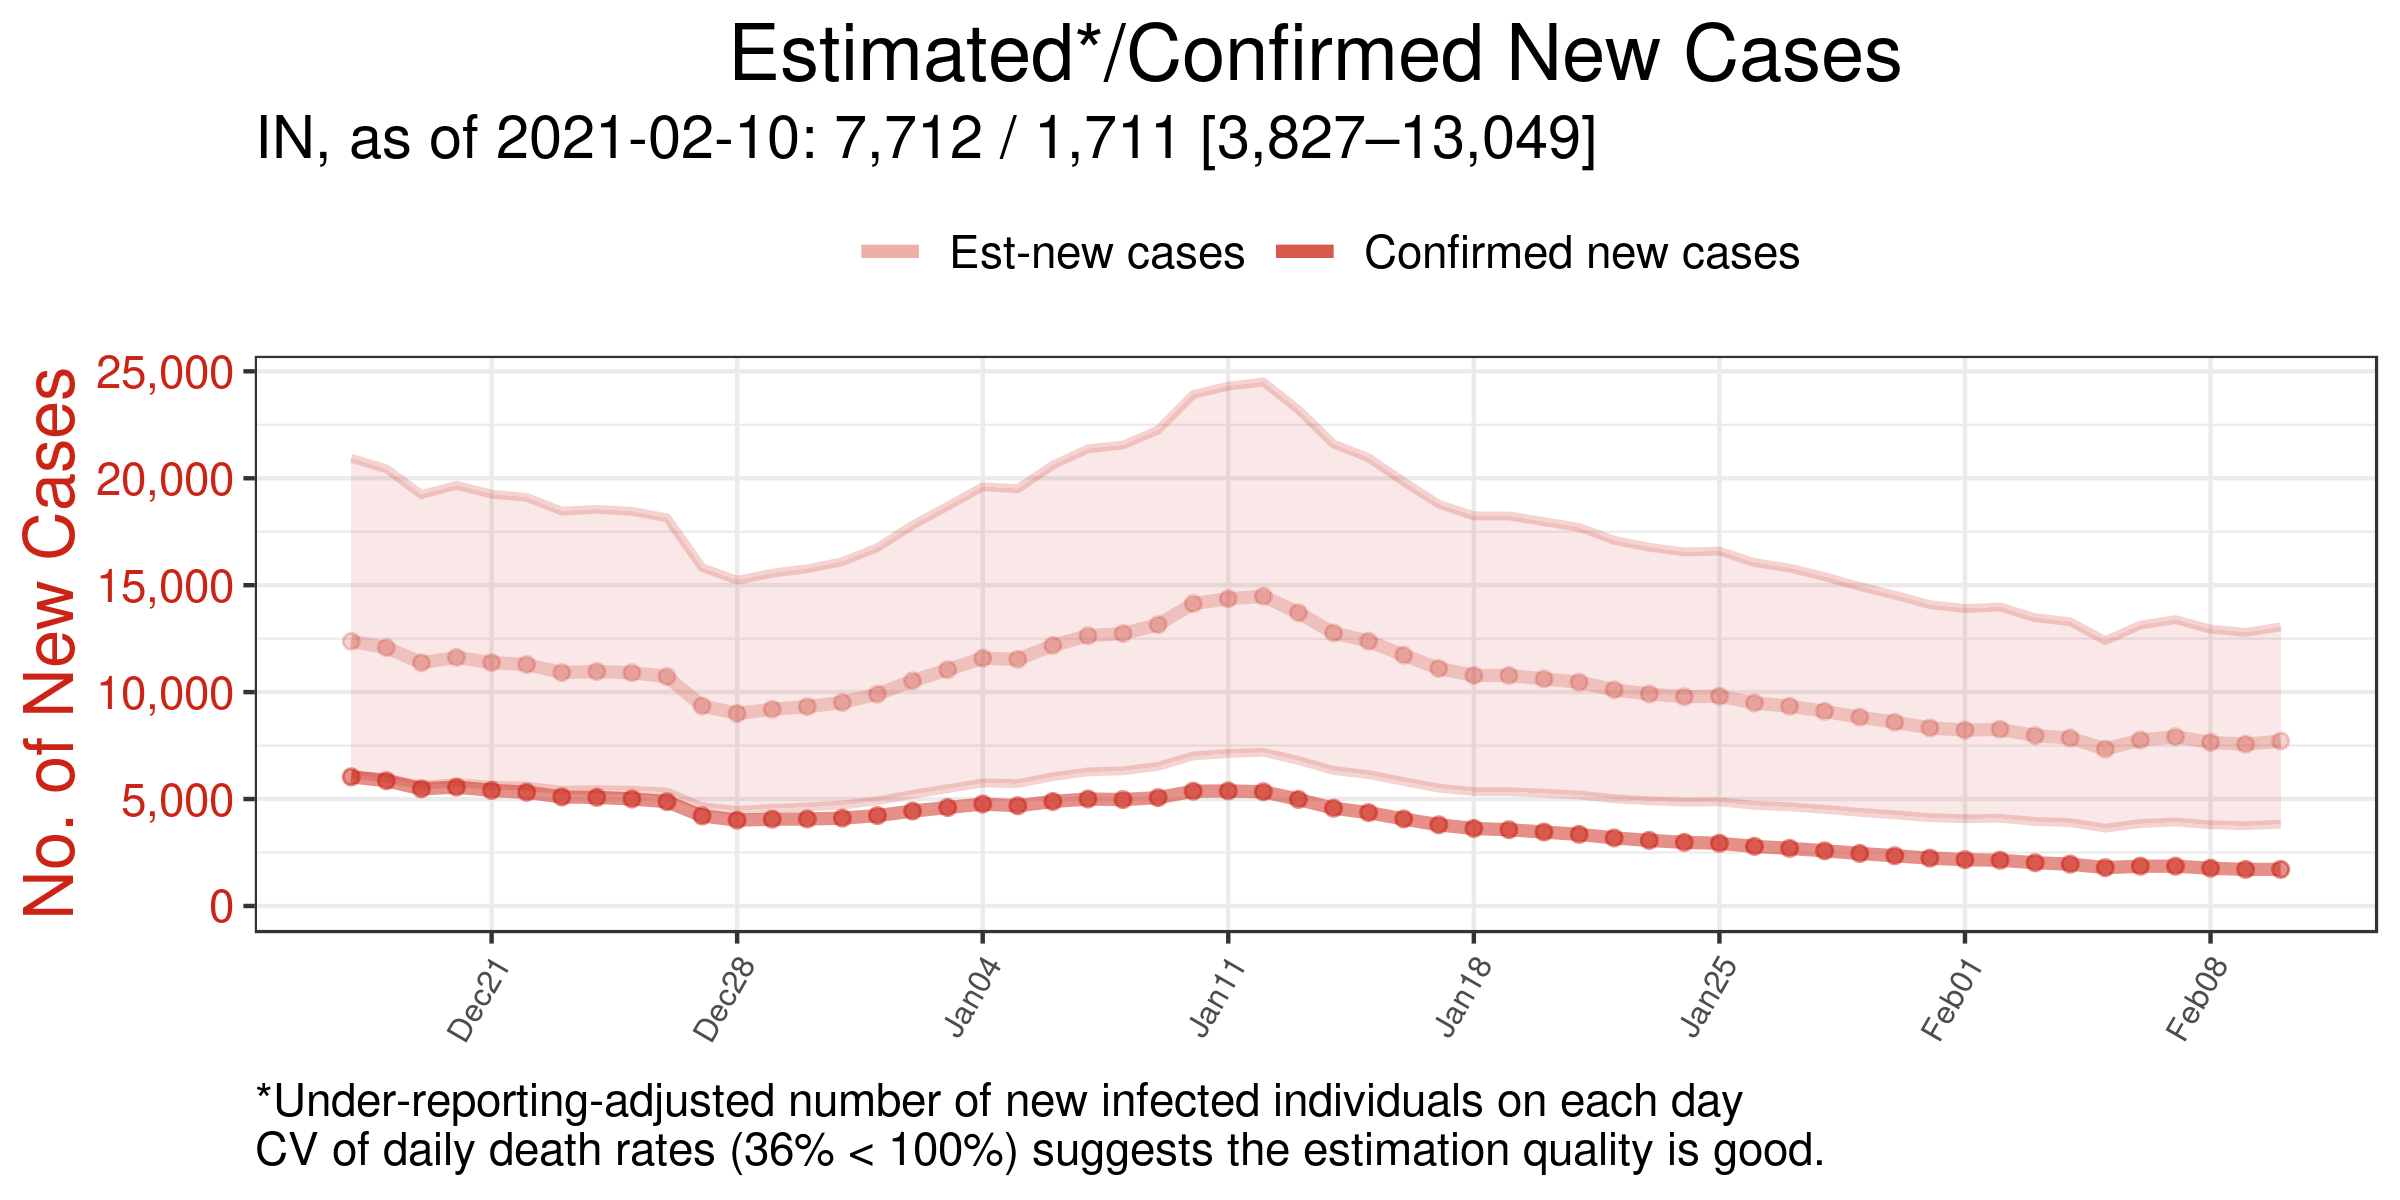 Estimated*/Confirmed New Cases
IN, as of 2021-02-10: 7,712 / 1,711 [3,827–13,049]
Est-new cases
Confirmed new cases
No. of New Cases
25,000
20,000
15,000
10,000
5,000
0
Dec21
Dec28
Jan04
Jan11
Jan18
Jan25
Feb01
Feb08
*Under-reporting-adjusted number of new infected individuals on each day
CV of daily death rates (36% < 100%) suggests the estimation quality is good.